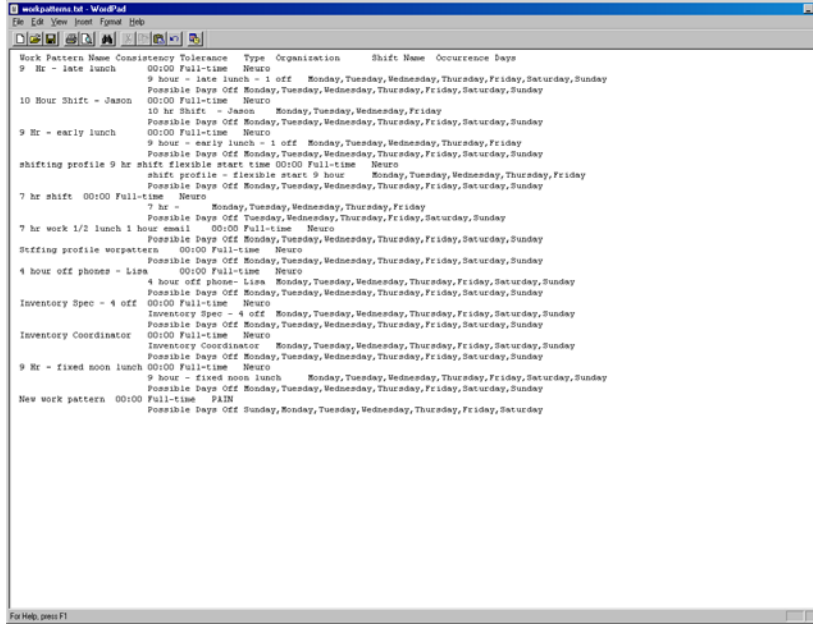 workpatterns.txt - WordPad
File Edit View Insert Format Help
Work Pattern Name Consistency Tolerance Type Organization Shift Name Occurrence Days
9 Hr - late lunch 00:00 Full-time Neuro
9 hour - late lunch - 1 off Monday,Tuesday,Wednesday,Thursday,Friday,Saturday,Sunday
Possible Days Off Monday,Tuesday,Wednesday,Thursday,Friday,Saturday,Sunday
10 Hour Shift - Jason 00:00 Full-time Neuro
10 hr Shift - Jason Monday,Tuesday,Wednesday,Friday
Possible Days Off Monday,Tuesday,Wednesday,Thursday,Friday,Saturday,Sunday
9 Hr - early lunch 00:00 Full-time Neuro
9 hour - early lunch - 1 off Monday,Tuesday,Wednesday,Thursday,Friday
Possible Days Off Monday,Tuesday,Wednesday,Thursday,Friday,Saturday,Sunday
shifting profile 9 hr shift flexible start time 00:00 Full-time Neuro
shift profile - flexible start 9 hour Monday,Tuesday,Wednesday,Thursday,Friday
Possible Days Off Monday,Tuesday,Wednesday,Thursday,Friday,Saturday,Sunday
7 hr shift 00:00 Full-time Neuro
7 hr - Monday,Tuesday,Wednesday,Thursday,Friday
Possible Days Off Tuesday,Wednesday,Thursday,Friday,Saturday,Sunday
7 hr work 1/2 lunch 1 hour email 00:00 Full-time Neuro
Possible Days Off Monday,Tuesday,Wednesday,Thursday,Friday,Saturday,Sunday
Stffing profile worpattern 00:00 Full-time Neuro
Possible Days Off Monday,Tuesday,Wednesday,Thursday,Friday,Saturday,Sunday
4 hour off phones - Lisa 00:00 Full-time Neuro
4 hour off phone- Lisa Monday,Tuesday,Wednesday,Thursday,Friday,Saturday,Sunday
Possible Days Off Monday,Tuesday,Wednesday,Thursday,Friday,Saturday,Sunday
Inventory Spec - 4 off 00:00 Full-time Neuro
Inventory Spec - 4 off Monday,Tuesday,Wednesday,Thursday,Friday,Saturday,Sunday
Possible Days Off Monday,Tuesday,Wednesday,Thursday,Friday,Saturday,Sunday
Inventory Coordinator 00:00 Full-time Neuro
Inventory Coordinator Monday,Tuesday,Wednesday,Thursday,Friday,Saturday,Sunday
Possible Days Off Monday,Tuesday,Wednesday,Thursday,Friday,Saturday,Sunday
9 Hr - fixed noon lunch 00:00 Full-time Neuro
9 hour - fixed noon lunch Monday,Tuesday,Wednesday,Thursday,Friday,Saturday,Sunday
Possible Days Off Monday,Tuesday,Wednesday,Thursday,Friday,Saturday,Sunday
New work pattern 00:00 Full-time PAIN
Possible Days Off Sunday,Monday,Tuesday,Wednesday,Thursday,Friday,Saturday
For Help, press F1